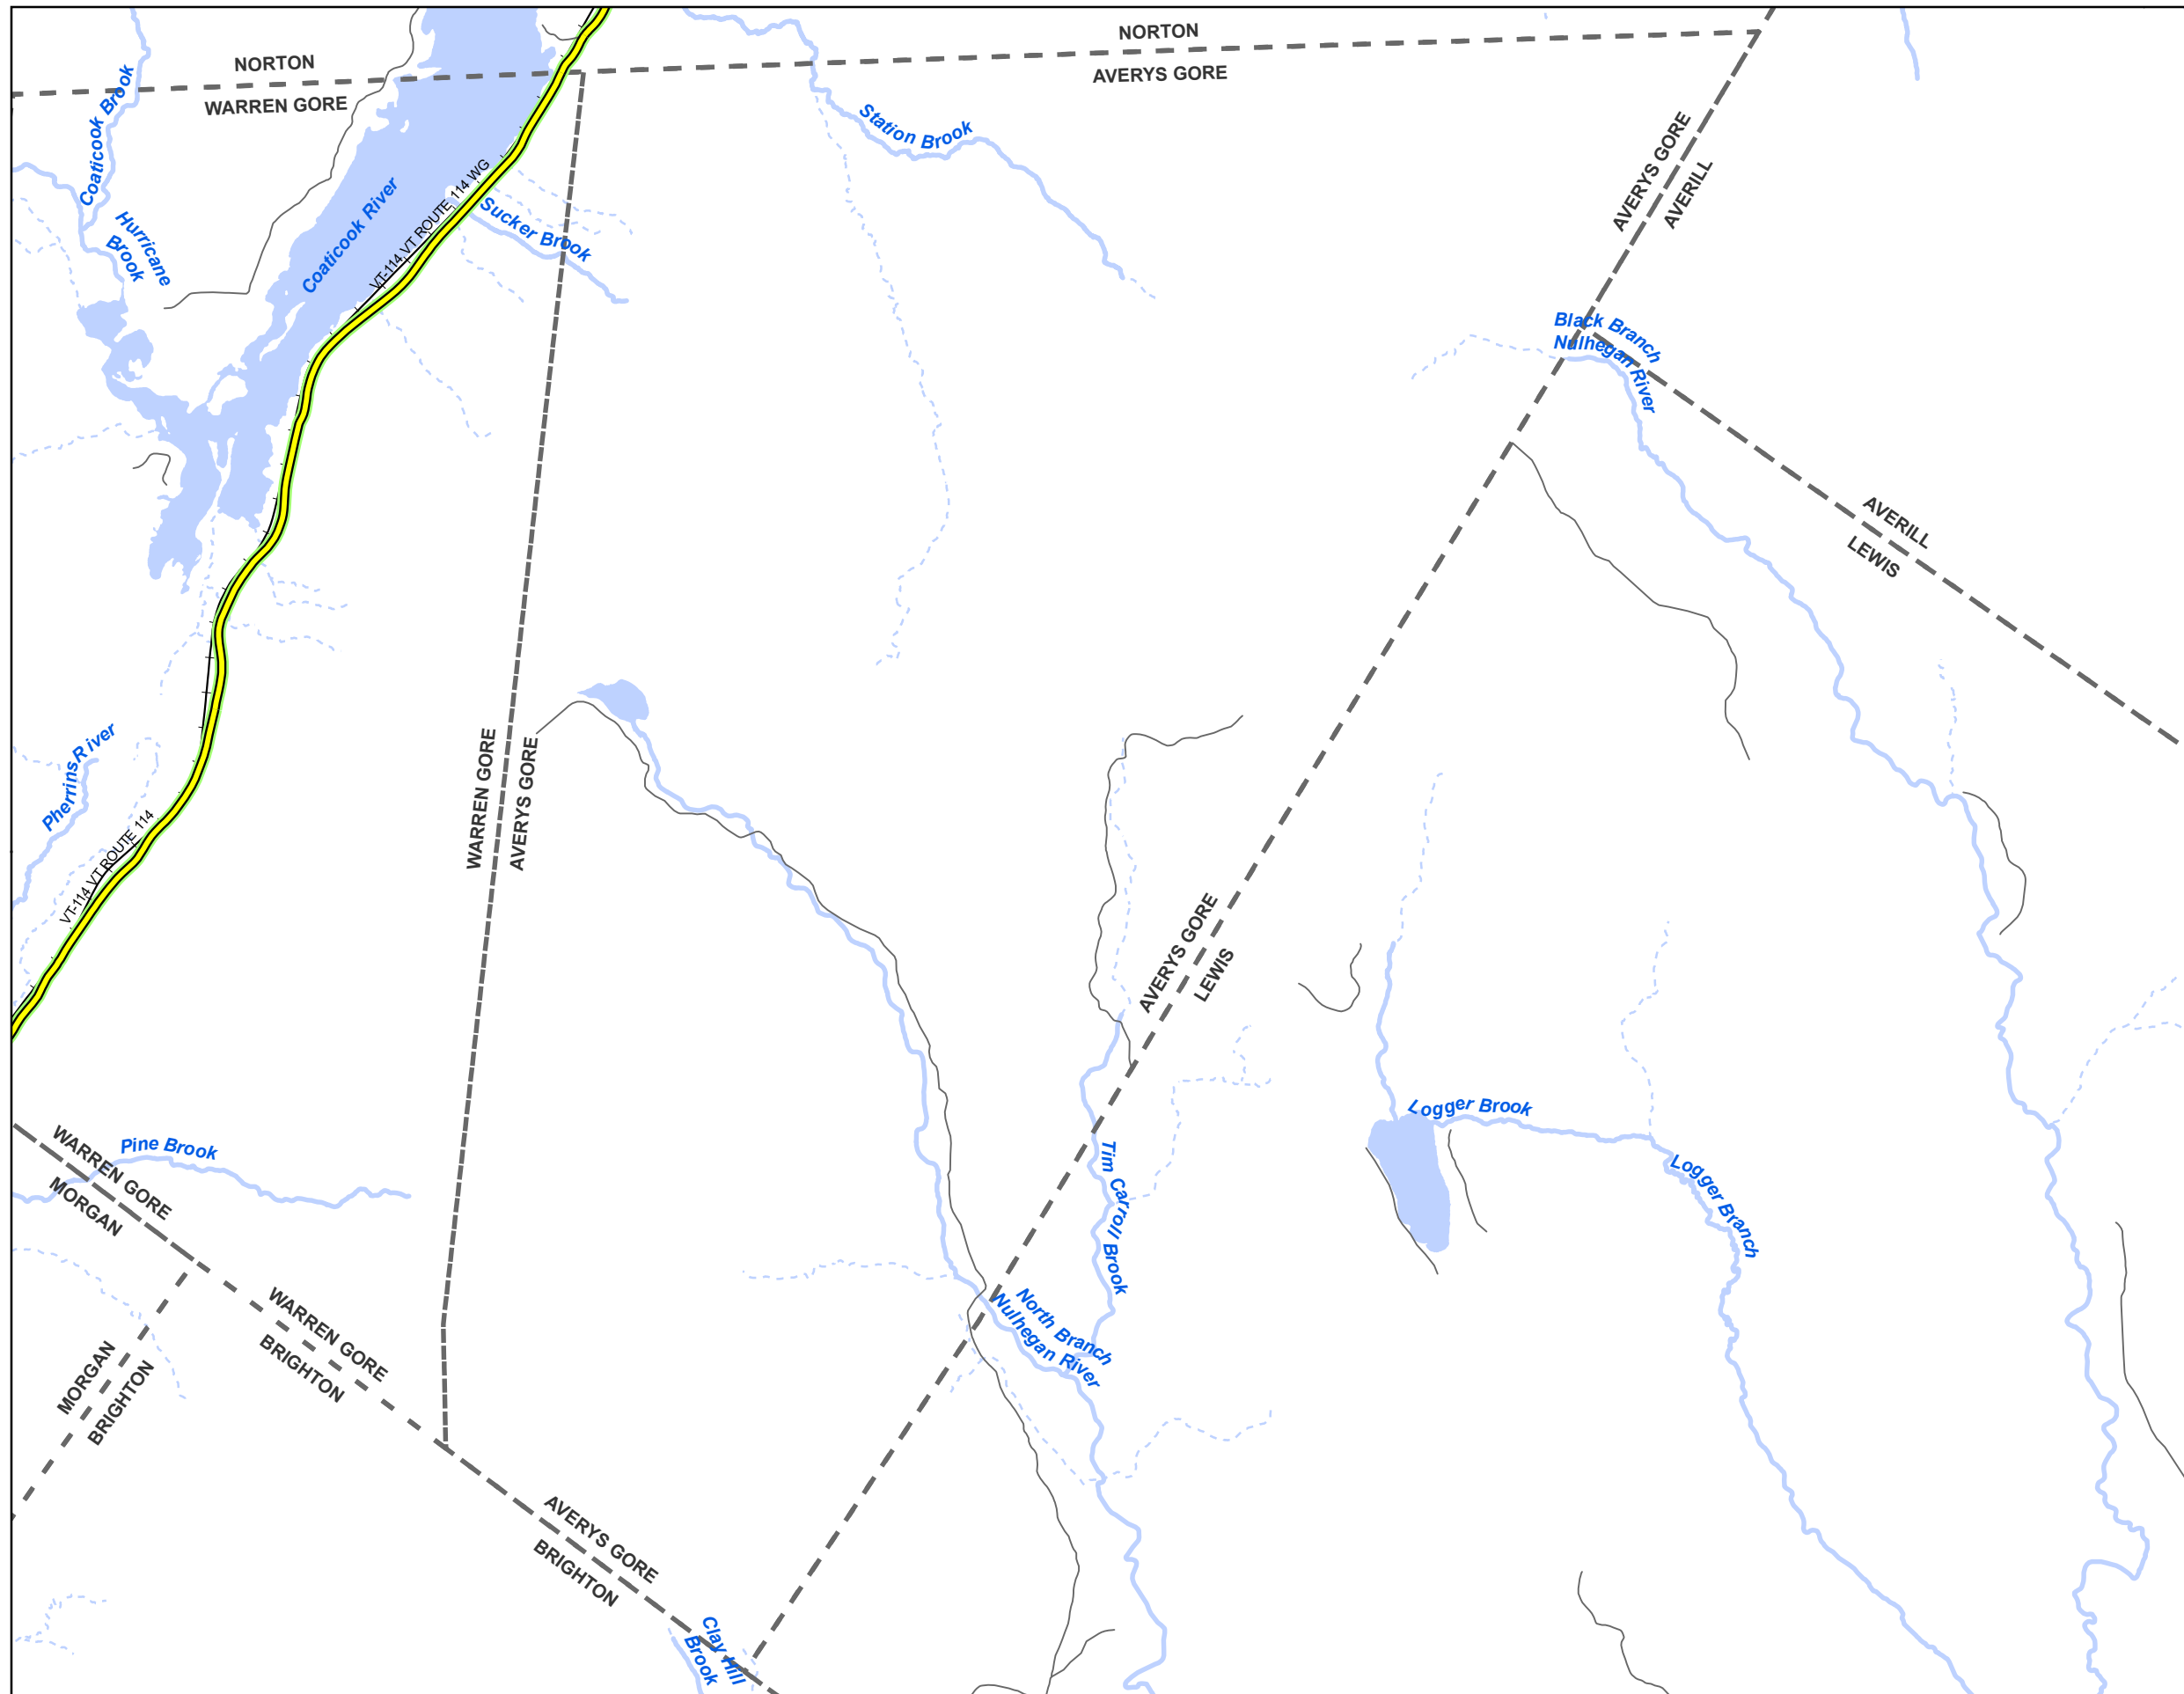 NORTON
NORTON
WARREN GORE
AVERYS GORE
Coaticook Brook
Station Brook
Hurricane
Brook
Coaticook River
VT-114 VT ROUTE 114 WG
Sucker Brook
AVERYS GORE
AVERILL
Black Branch
Nulhegan River
AVERILL
LEWIS
Pherrins River
VT-114 VT ROUTE 114
WARREN GORE
AVERYS GORE
AVERYS GORE
LEWIS
Logger Brook
Logger Branch
Pine Brook
WARREN GORE
MORGAN
Tim Carroll Brook
North Branch
Nulhegan River
WARREN GORE
BRIGHTON
MORGAN
BRIGHTON
AVERYS GORE
BRIGHTON
Clay Hill
Brook